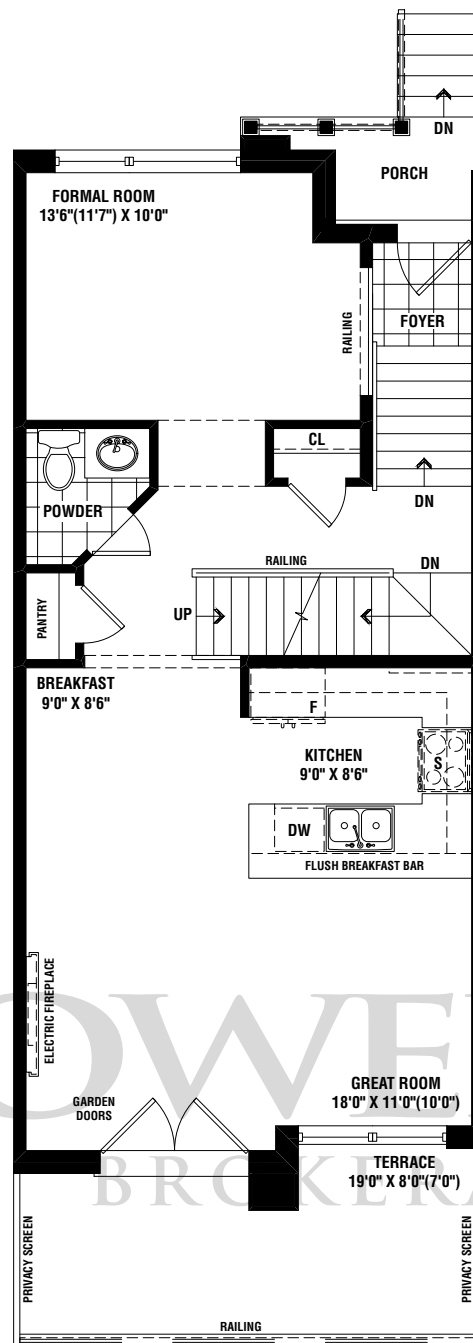 DN
PORCH
FORMAL ROOM
13'6"(11'7") X 10'0"
RAILING
FOYER
CL
POWDER
DN
RAILING
DN
UP
PANTRY
BREAKFAST
9'0" X 8'6"
F
KITCHEN
9'0" X 8'6"
S
DW
FLUSH BREAKFAST BAR
ELECTRIC FIREPLACE
GARDEN
DOORS
GREAT ROOM
18'0" X 11'0"(10'0")
TERRACE
19'0" X 8'0"(7'0")
PRIVACY SCREEN
PRIVACY SCREEN
RAILING